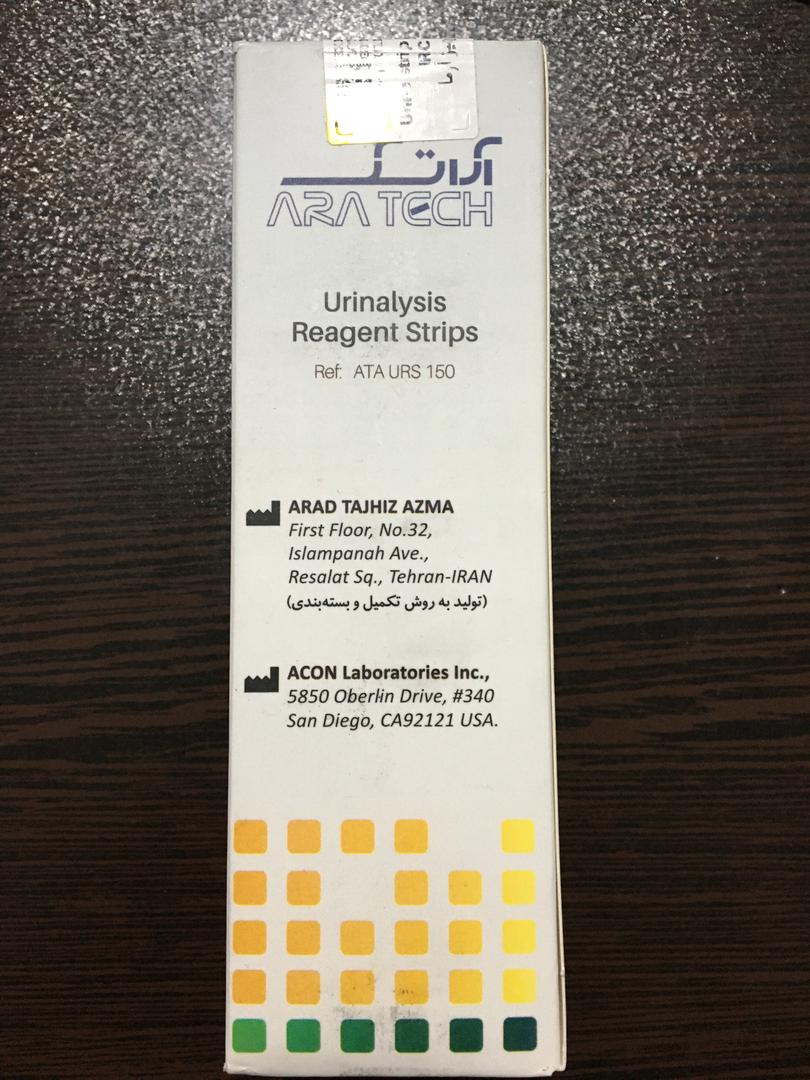 IRC
آراتک
ARA TECH
Urinalysis
Reagent Strips
Ref: ATA URS 150
ARAD TAJHIZ AZMA
First Floor, No.32,
Islampanah Ave.,
Resalat Sq., Tehran-IRAN
(تولید به روش تکمیل و بسته‌بندی)
ACON Laboratories Inc.,
5850 Oberlin Drive, #340
San Diego, CA92121 USA.